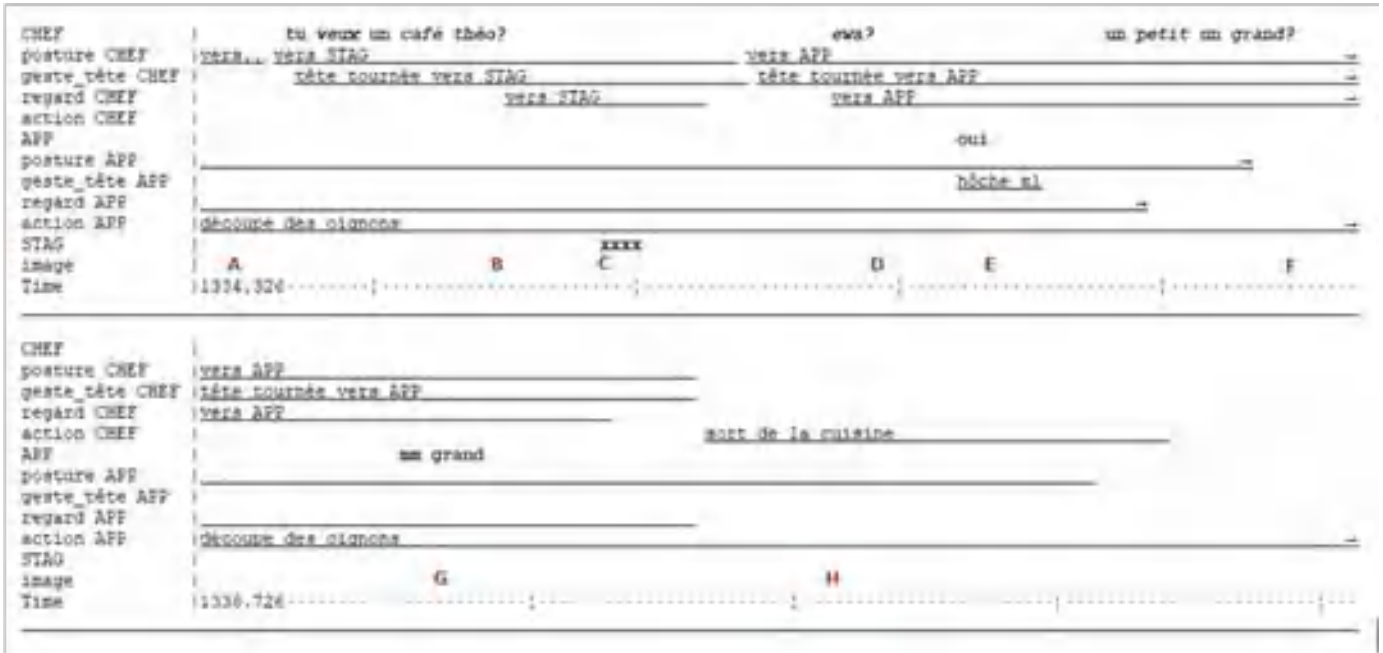 CHEF | tu veux un café théo? ewa? un petit un grand?
posture CHEF | vers.. vers STAG vers APP →
geste_tête CHEF | tête tournée vers STAG tête tournée vers APP →
regard CHEF | vers STAG vers APP →
action CHEF |
APP | oui
posture APP | →
geste_tête APP | hôche ml
regard APP | →
action APP | découpe des oignons →
STAG | xxxx
image | A B C D E F
Time |1334.326
CHEF |
posture CHEF | vers APP
geste_tête CHEF | tête tournée vers APP
regard CHEF | vers APP
action CHEF | sort de la cuisine
APP | mm grand
posture APP |
geste_tête APP |
regard APP |
action APP | découpe des oignons →
STAG |
image | G H
Time |1338.726